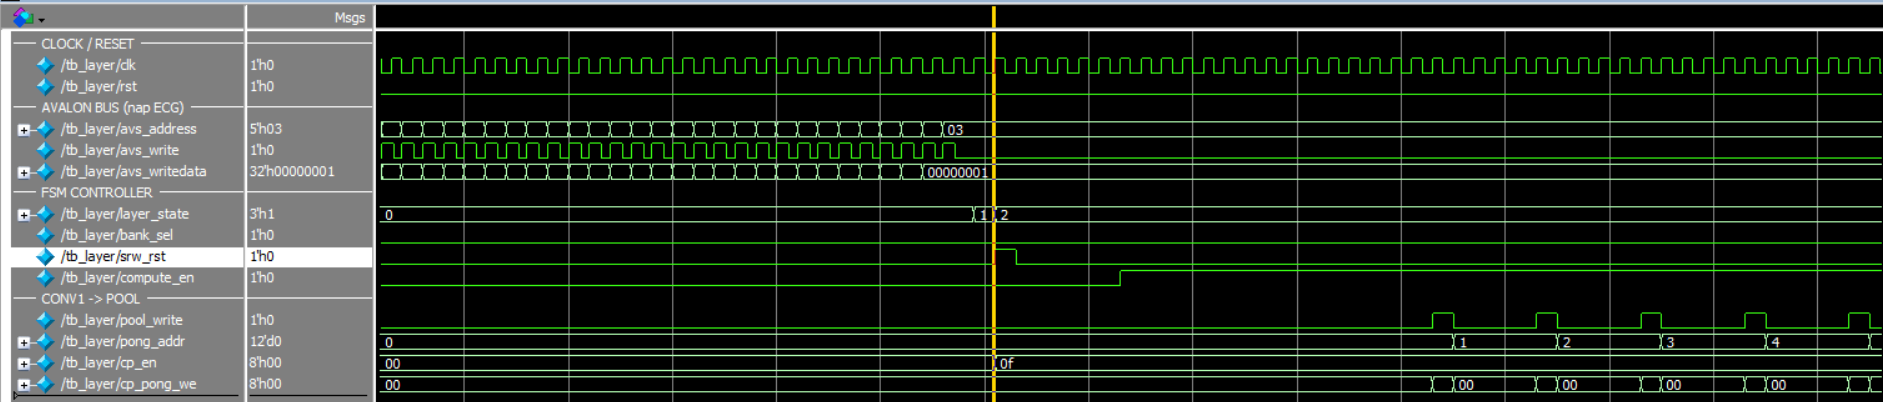 Msgs
CLOCK / RESET
/tb_layer/clk 1'h0
/tb_layer/rst 1'h0
AVALON BUS (nap ECG)
/tb_layer/avs_address 5'h03 03
/tb_layer/avs_write 1'h0
/tb_layer/avs_writedata 32'h00000001 00000001
FSM CONTROLLER
/tb_layer/layer_state 3'h1 0 1 2
/tb_layer/bank_sel 1'h0
/tb_layer/srw_rst 1'h0
/tb_layer/compute_en 1'h0
CONV1 -> POOL
/tb_layer/pool_write 1'h0
/tb_layer/pong_addr 12'd0 0 1 2 3 4
/tb_layer/cp_en 8'h00 00 0f
/tb_layer/cp_pong_we 8'h00 00 00 00 00 00